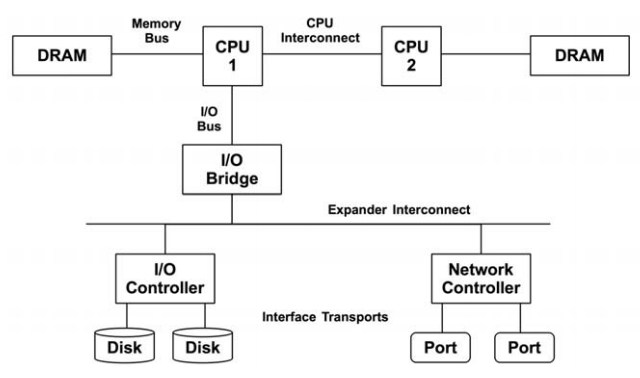 Memory
Bus
CPU
Interconnect
DRAM
CPU
1
CPU
2
DRAM
I/O
Bus
I/O
Bridge
Expander Interconnect
I/O
Controller
Network
Controller
Interface Transports
Disk
Disk
Port
Port